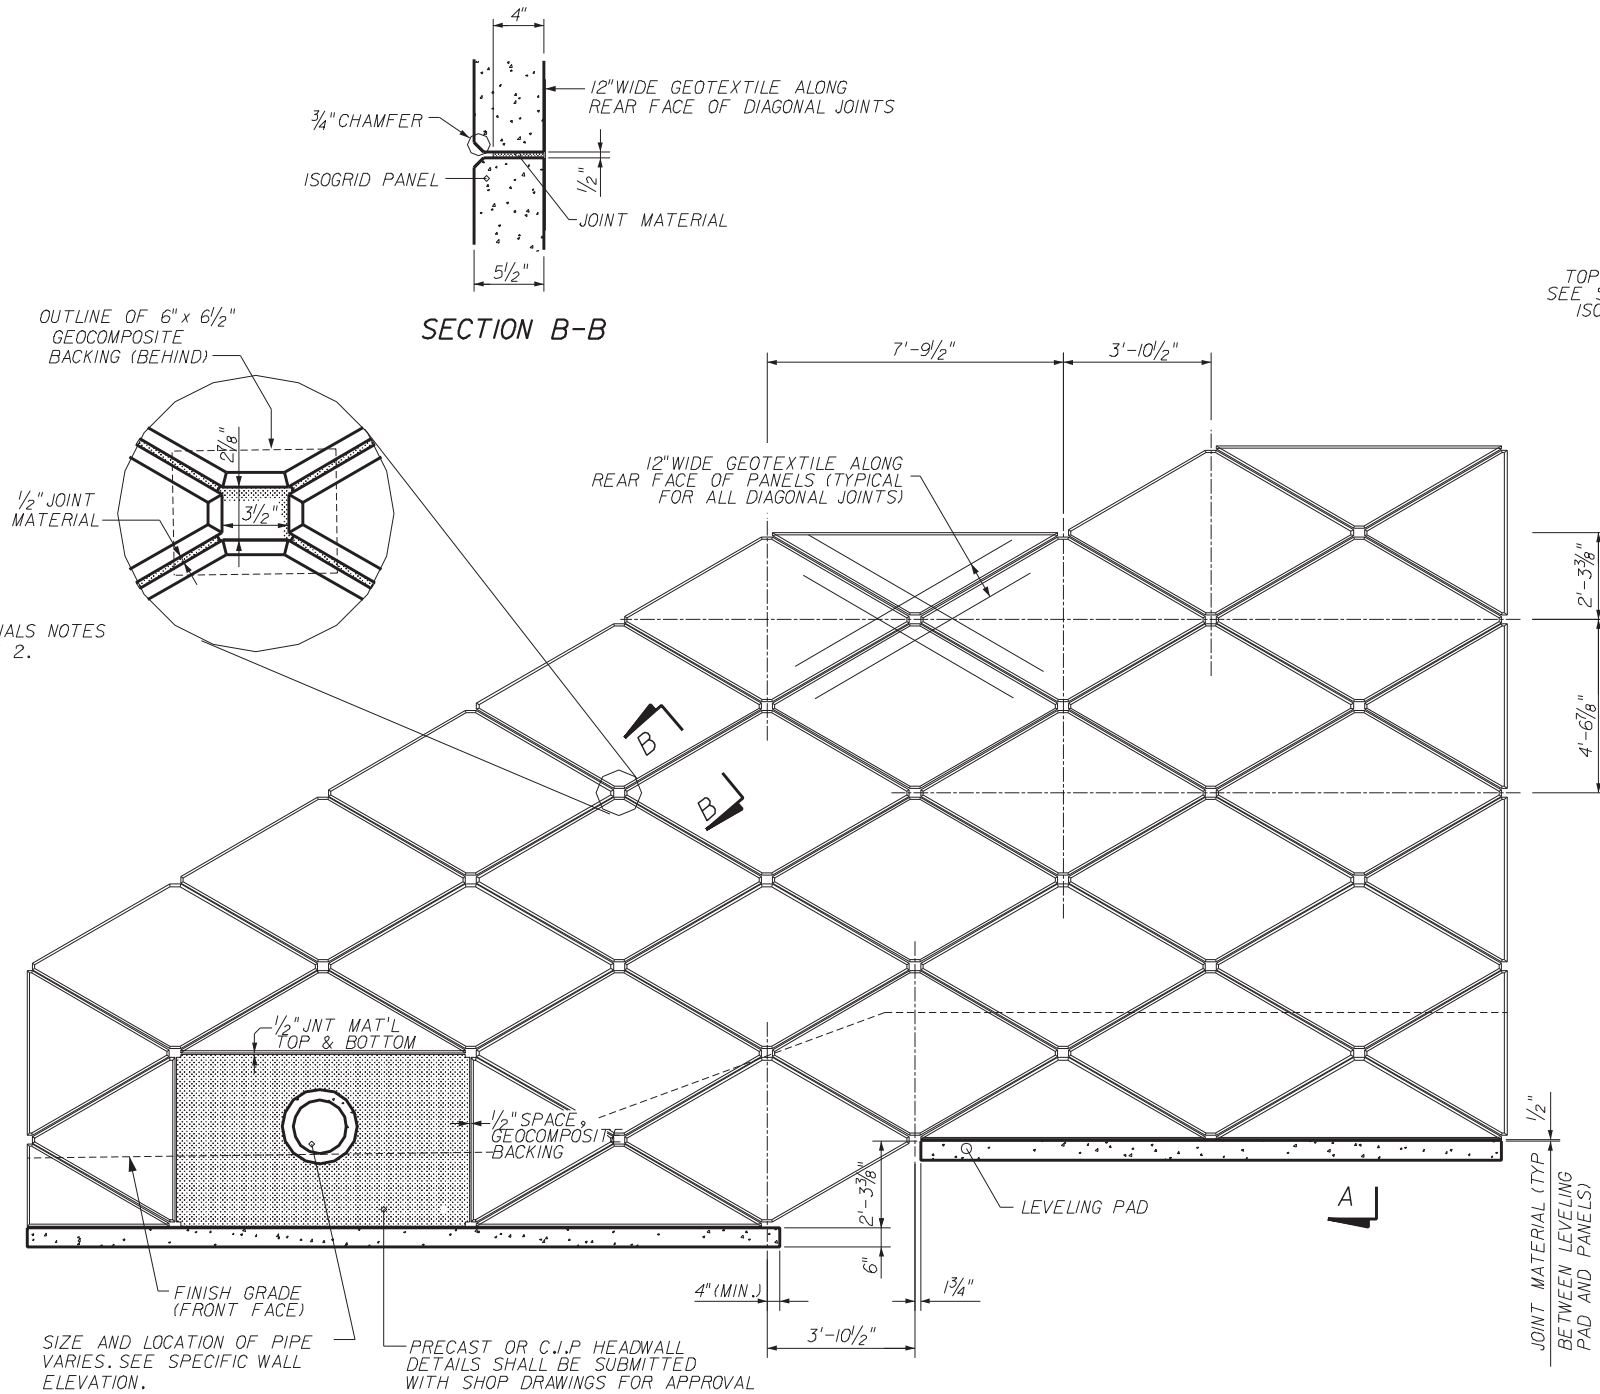 4"
12" WIDE GEOTEXTILE ALONG
REAR FACE OF DIAGONAL JOINTS
3/4" CHAMFER
ISOGRID PANEL
1/2"
JOINT MATERIAL
5 1/2"
SECTION B-B
OUTLINE OF 6" x 6 1/2"
GEOCOMPOSITE
BACKING (BEHIND)
2 7/8"
3 1/2"
1/2" JOINT
MATERIAL
NOTES
2.
TOP
SEE
7'-9 1/2"
3'-10 1/2"
12" WIDE GEOTEXTILE ALONG
REAR FACE OF PANELS (TYPICAL
FOR ALL DIAGONAL JOINTS)
2'-3 3/8"
4'-6 7/8"
B
B
1/2" JNT MAT'L
TOP & BOTTOM
1/2" SPACE,
GEOCOMPOSITE
BACKING
2'-3 3/8"
6"
LEVELING PAD
A
1/2"
JOINT MATERIAL (TYP
BETWEEN LEVELING
PAD AND PANELS)
4" (MIN.)
1 3/4"
3'-10 1/2"
FINISH GRADE
(FRONT FACE)
SIZE AND LOCATION OF PIPE
VARIES. SEE SPECIFIC WALL
ELEVATION.
PRECAST OR C.I.P HEADWALL
DETAILS SHALL BE SUBMITTED
WITH SHOP DRAWINGS FOR APPROVAL